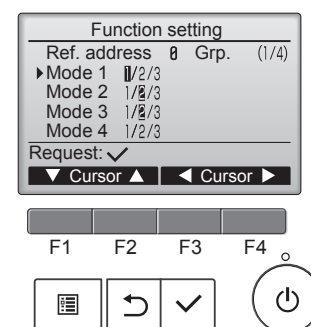 Function setting
Ref. address 0 Grp. (1/4)
▶Mode 1 1/2/3
Mode 2 1/2/3
Mode 3 1/2/3
Mode 4 1/2/3
Request: ✓
▼ Cursor ▲ ◀ Cursor ▶
F1 F2 F3 F4